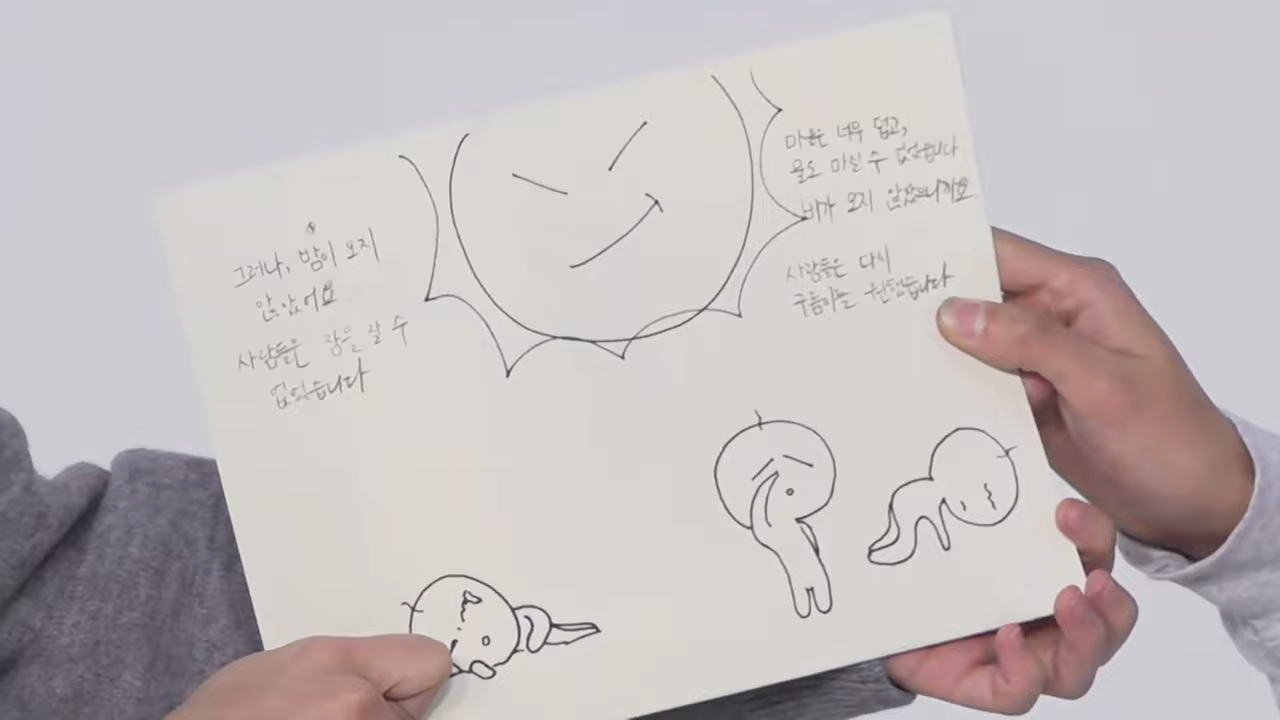 그러나, 밤이 오지
않았어요
사람들은 잠을 잘 수
없었습니다
마을은 너무 덥고,
물도 마실 수 없었습니다
비가 오지 않았으니까요
사람들은 다시
구름이를 원했습니다